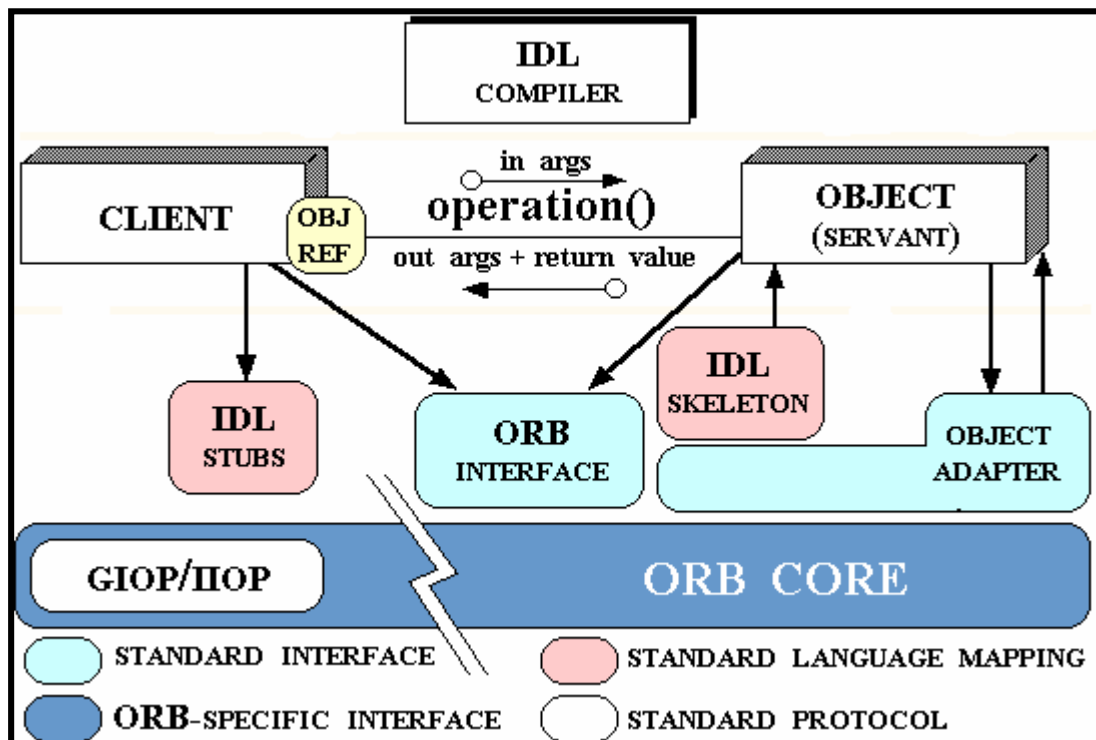 IDL
COMPILER
in args
CLIENT
OBJ
REF
operation()
OBJECT
(SERVANT)
out args + return value
IDL
STUBS
ORB
INTERFACE
IDL
SKELETON
OBJECT
ADAPTER
GIOP/IIOP
ORB CORE
STANDARD INTERFACE
STANDARD LANGUAGE MAPPING
ORB-SPECIFIC INTERFACE
STANDARD PROTOCOL